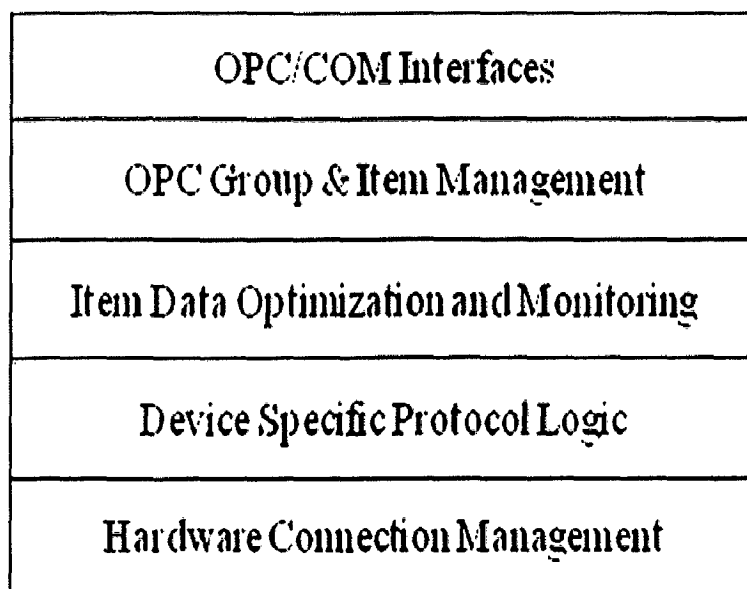 OPC/COM Interfaces
OPC Group & Item Management
Item Data Optimization and Monitoring
Device Specific Protocol Logic
Hardware Connection Management